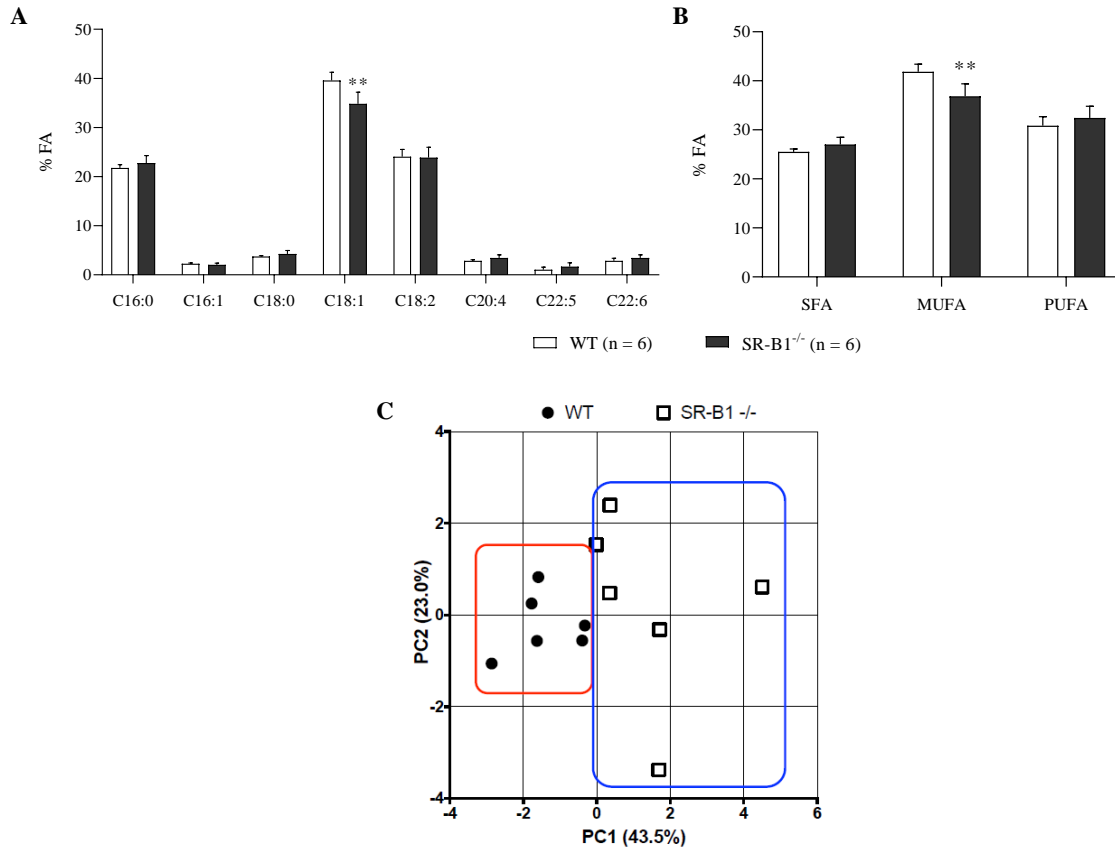 A
% FA
50
40
30
20
10
0
**
C16:0 C16:1 C18:0 C18:1 C18:2 C20:4 C22:5 C22:6
B
% FA
50
40
30
20
10
0
**
SFA MUFA PUFA
WT (n = 6) SR-B1-/- (n = 6)
C
WT SR-B1 -/-
PC2 (23.0%)
4
2
0
-2
-4
-4 -2 0 2 4 6
PC1 (43.5%)